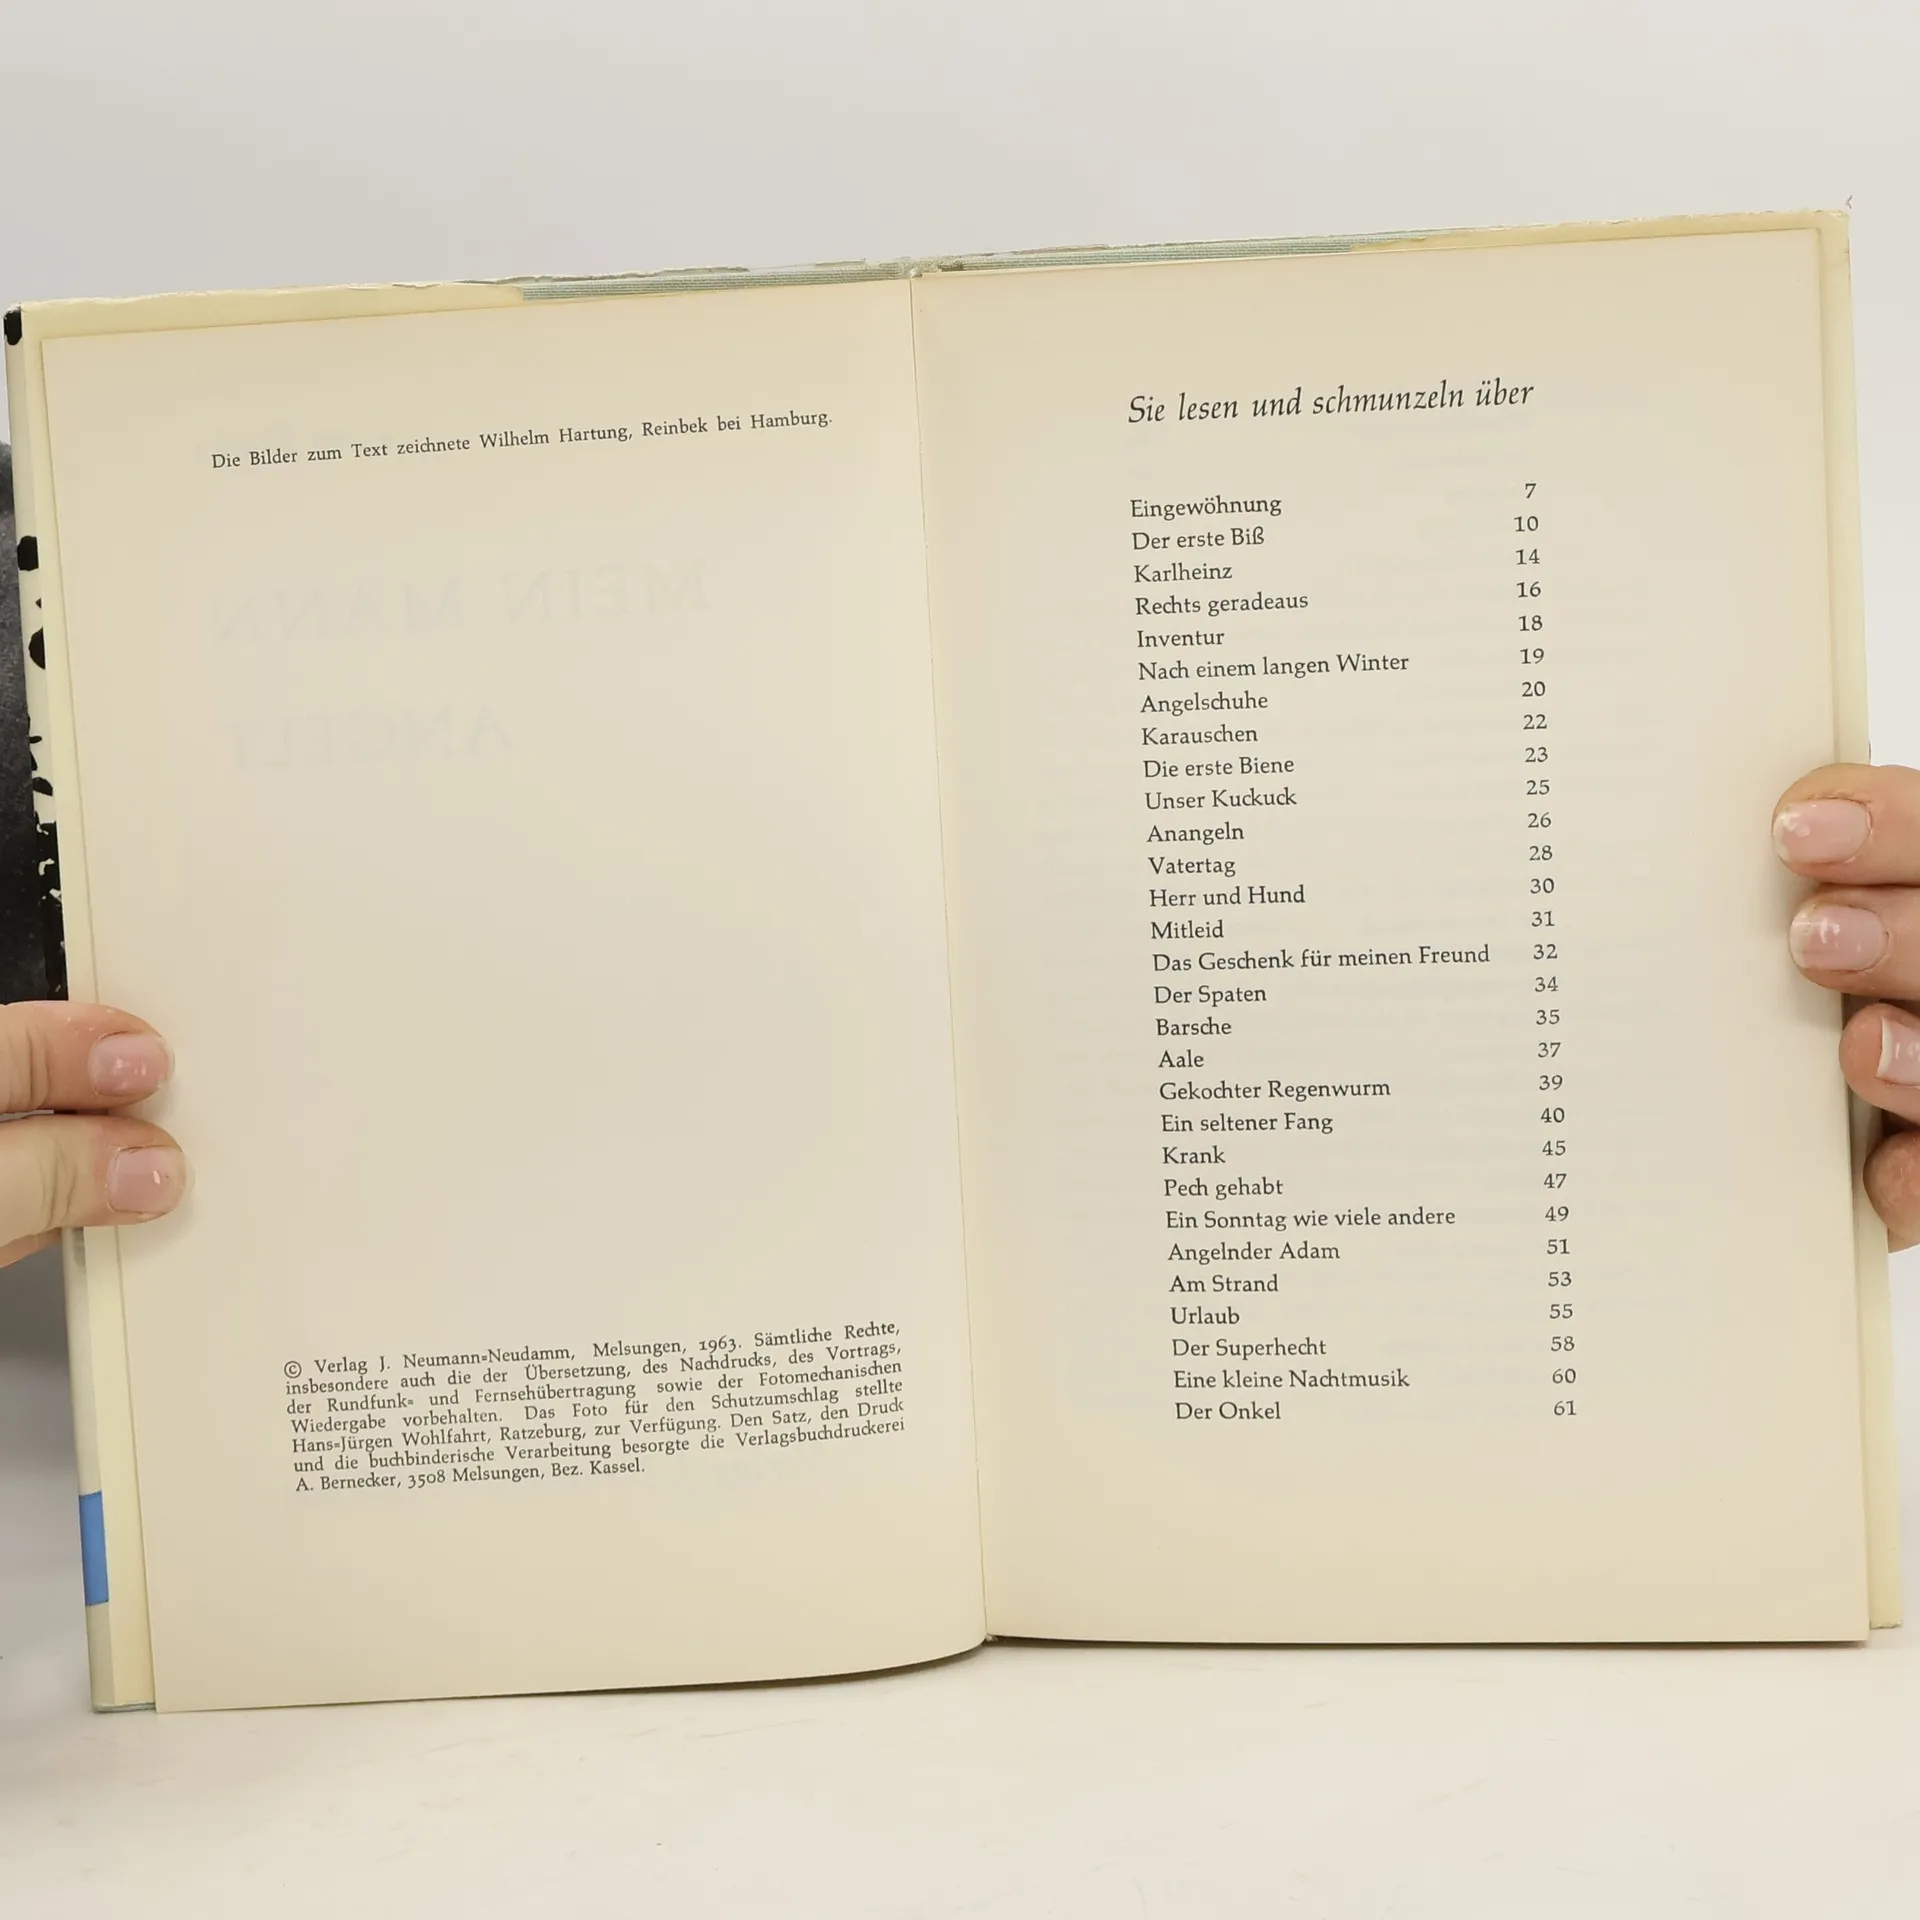 Die Bilder zum Text zeichnete Wilhelm Hartung, Reinbek bei Hamburg.
MEIN MANN
ANGELT
© Verlag J. Neumann-Neudamm, Melsungen, 1963. Sämtliche Rechte,
insbesondere auch die der Übersetzung, des Nachdrucks, des Vortrags,
der Rundfunk- und Fernsehübertragung sowie der Fotomechanischen
Wiedergabe vorbehalten. Das Foto für den Schutzumschlag stellte
Hans-Jürgen Wohlfahrt, Ratzeburg, zur Verfügung. Den Satz, den Druck
und die buchbinderische Verarbeitung besorgte die Verlagsbuchdruckerei
A. Bernecker, 3508 Melsungen, Bez. Kassel.
Sie lesen und schmunzeln über
Eingewöhnung 7
Der erste Biß 10
Karlheinz 14
Rechts geradeaus 16
Inventur 18
Nach einem langen Winter 19
Angelschuhe 20
Karauschen 22
Die erste Biene 23
Unser Kuckuck 25
Anangeln 26
Vatertag 28
Herr und Hund 30
Mitleid 31
Das Geschenk für meinen Freund 32
Der Spaten 34
Barsche 35
Aale 37
Gekochter Regenwurm 39
Ein seltener Fang 40
Krank 45
Pech gehabt 47
Ein Sonntag wie viele andere 49
Angelnder Adam 51
Am Strand 53
Urlaub 55
Der Superhecht 58
Eine kleine Nachtmusik 60
Der Onkel 61